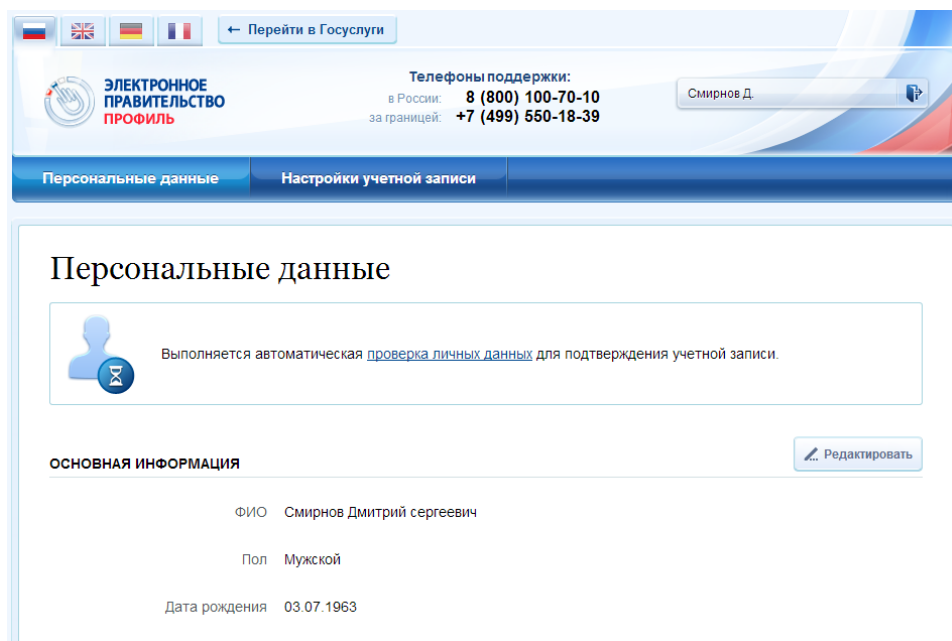 ← Перейти в Госуслуги
ЭЛЕКТРОННОЕ
ПРАВИТЕЛЬСТВО
ПРОФИЛЬ
Телефоны поддержки:
в России: 8 (800) 100-70-10
за границей: +7 (499) 550-18-39
Смирнов Д.
Персональные данные Настройки учетной записи
Персональные данные
Выполняется автоматическая проверка личных данных для подтверждения учетной записи.
ОСНОВНАЯ ИНФОРМАЦИЯ Редактировать
ФИО Смирнов Дмитрий сергеевич
Пол Мужской
Дата рождения 03.07.1963